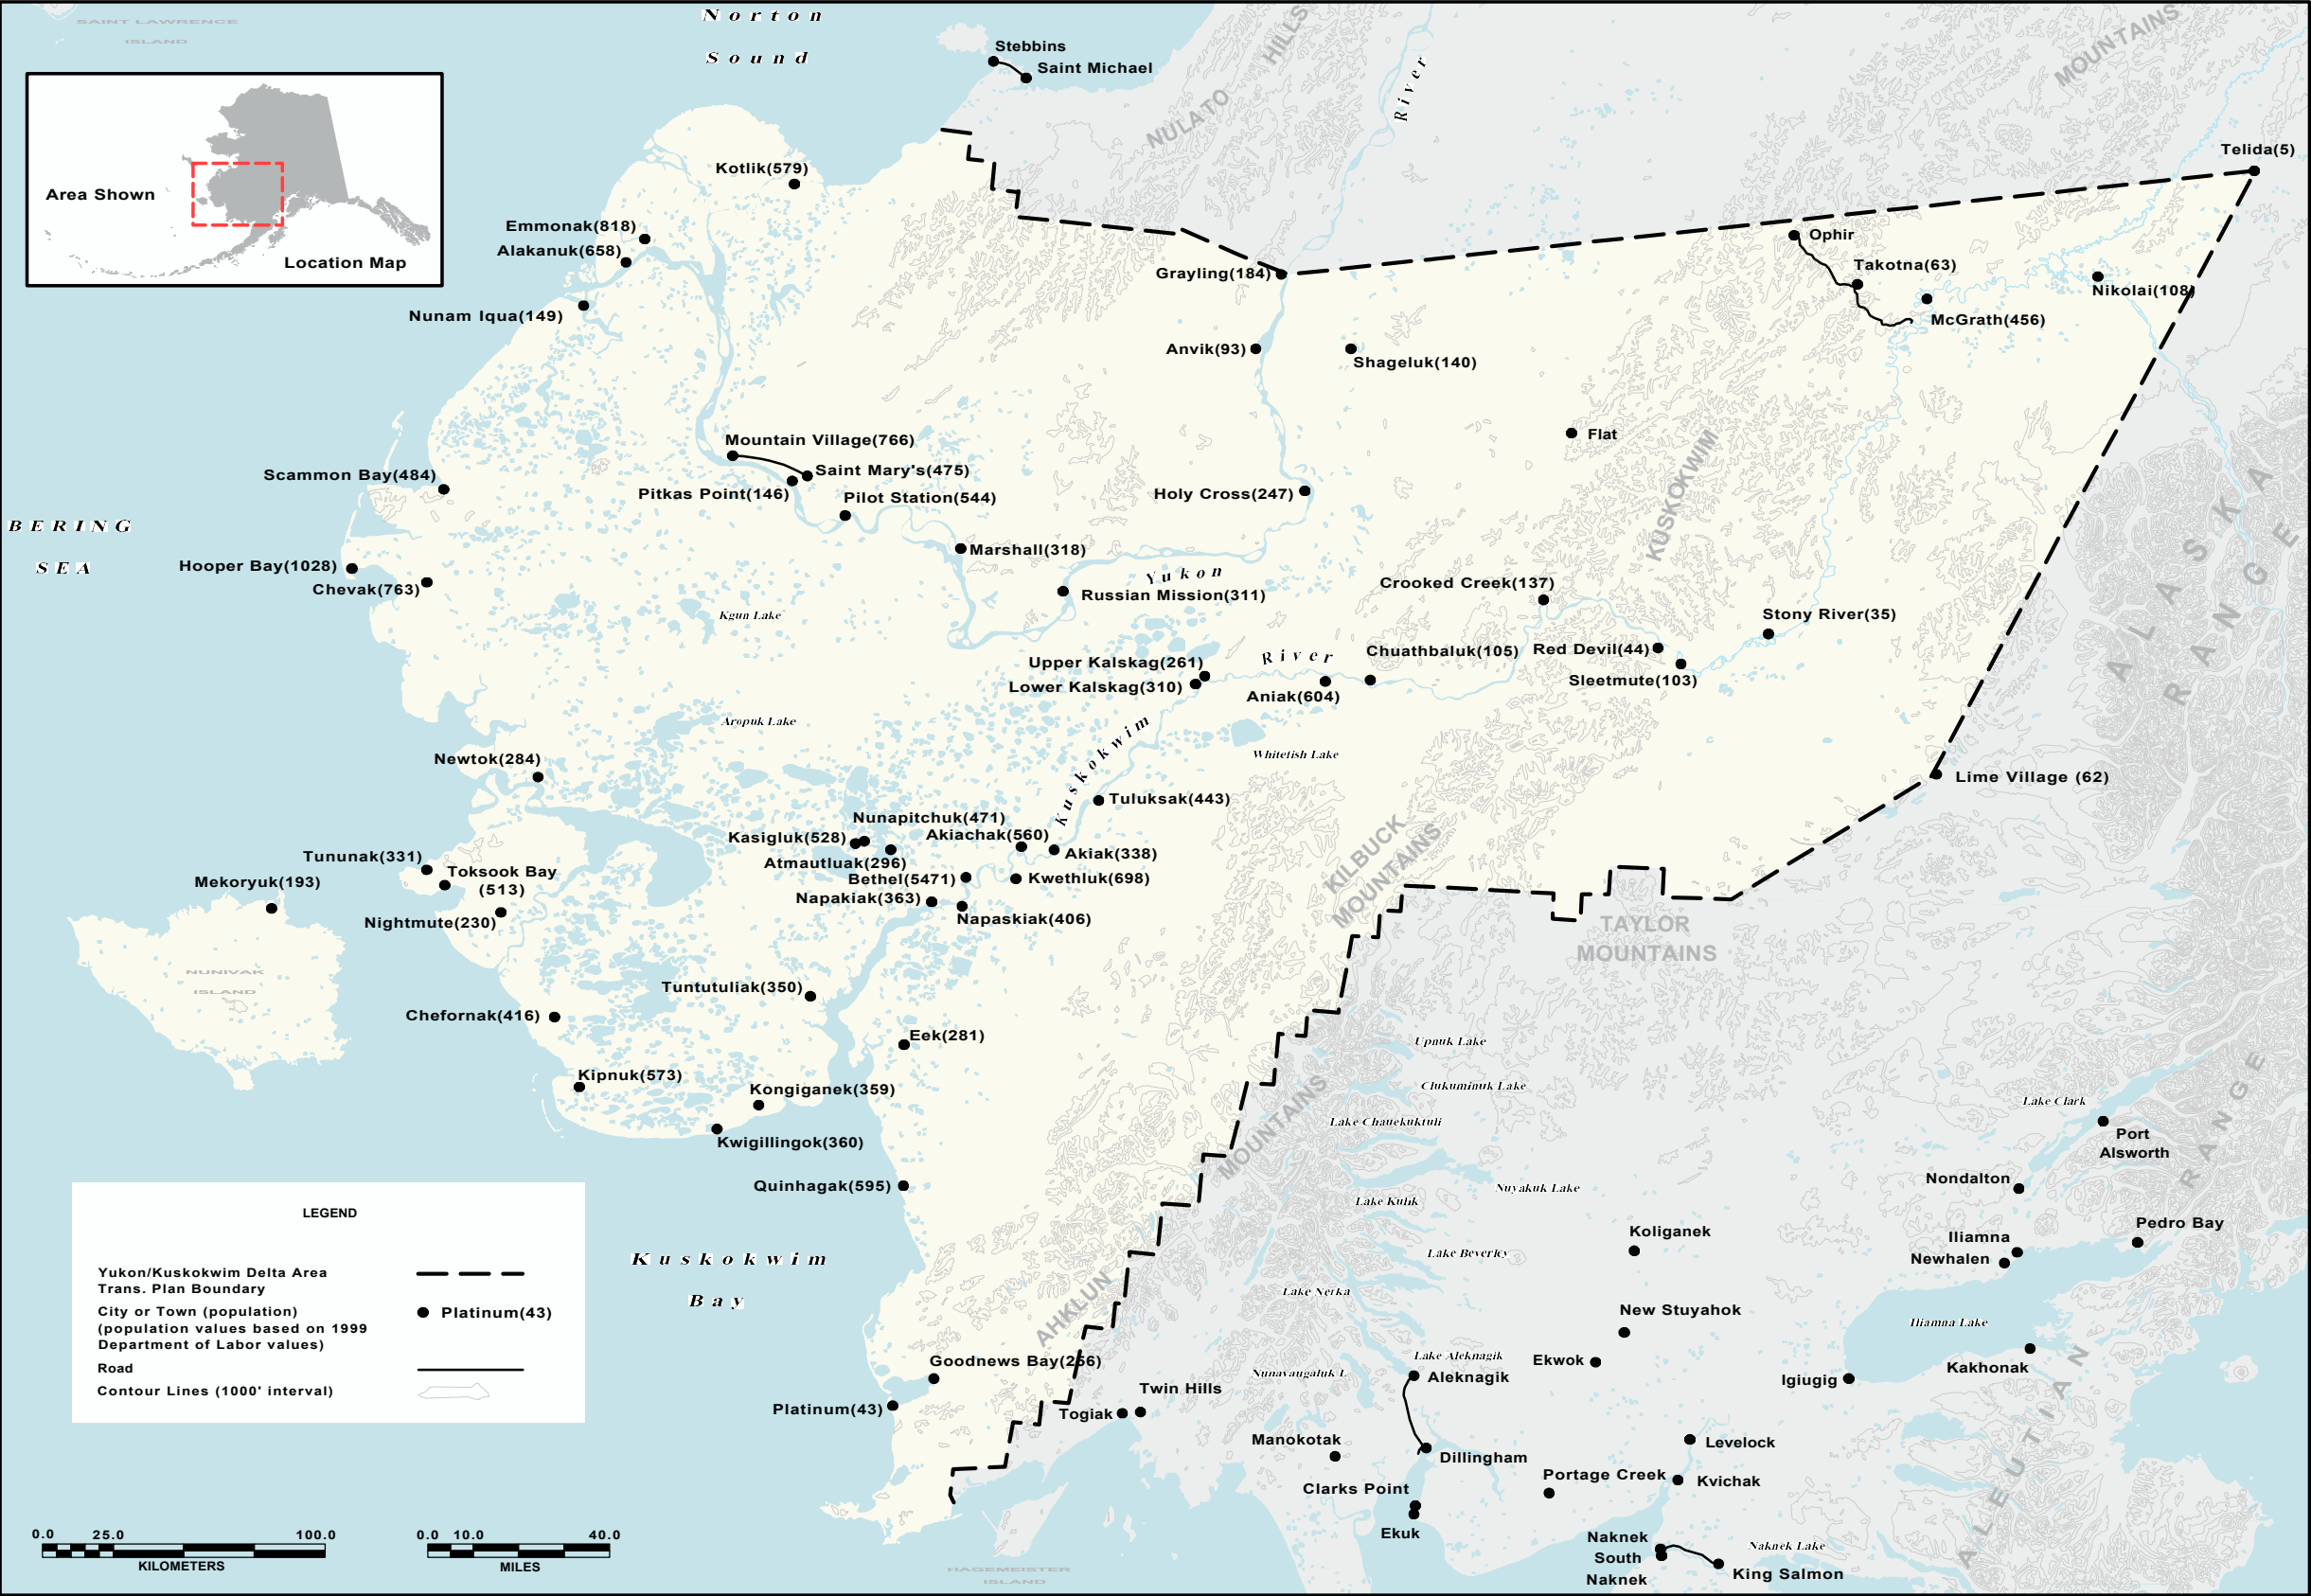 SAINT LAWRENCE
ISLAND
Norton
Sound
Stebbins
Saint Michael
NULATO
HILLS
River
MOUNTAINS
Area Shown
Location Map
Telida(5)
Kotlik(579)
Emmonak(818)
Alakanuk(658)
Nunam Iqua(149)
Grayling(184)
Ophir
Takotna(63)
Nikolai(108)
McGrath(456)
Anvik(93)
Shageluk(140)
Flat
KUSKOKWIM
Mountain Village(766)
Saint Mary's(475)
Pitkas Point(146)
Pilot Station(544)
Scammon Bay(484)
Holy Cross(247)
BERING
SEA
Hooper Bay(1028)
Chevak(763)
Marshall(318)
Yukon
Russian Mission(311)
Kgun Lake
Crooked Creek(137)
Stony River(35)
Upper Kalskag(261)
Lower Kalskag(310)
River
Chuathbaluk(105)
Red Devil(44)
Sleetmute(103)
Aniak(604)
ALASKA
RANGE
Aropuk Lake
Kuskokwim
Whitefish Lake
Newtok(284)
Lime Village (62)
Tuluksak(443)
Nunapitchuk(471)
Kasigluk(528)
Akiachak(560)
Atmautluak(296)
Akiak(338)
Bethel(5471)
Kwethluk(698)
Napakiak(363)
Napaskiak(406)
KILBUCK
MOUNTAINS
Tununak(331)
Toksook Bay
(513)
Mekoryuk(193)
Nightmute(230)
TAYLOR
MOUNTAINS
NUNIVAK
ISLAND
Tuntutuliak(350)
Chefornak(416)
Eek(281)
Upnuk Lake
Kipnuk(573)
Kongiganek(359)
Chikuminuk Lake
Kwigillingok(360)
Lake Chauekuktuli
Lake Clark
Port
Alsworth
MOUNTAINS
Quinhagak(595)
Nuyakuk Lake
Lake Kulik
Nondalton
RANGE
Pedro Bay
Koliganek
Iliamna
Newhalen
Lake Beverley
Kuskokwim
Bay
AHKLUN
Lake Nerka
New Stuyahok
Iliamna Lake
Goodnews Bay(256)
Lake Aleknagik
Aleknagik
Ekwok
Kakhonak
Nunavaugaluk L
Igiugig
ALEUTIAN
Twin Hills
Togiak
Platinum(43)
Manokotak
Dillingham
Levelock
Portage Creek
Kvichak
Clarks Point
Ekuk
Naknek
South
Naknek
Naknek Lake
King Salmon
HAGEMEISTER
ISLAND
LEGEND
Yukon/Kuskokwim Delta Area
Trans. Plan Boundary
City or Town (population)
(population values based on 1999
Department of Labor values)
Platinum(43)
Road
Contour Lines (1000' interval)
0.0 25.0 100.0
KILOMETERS
0.0 10.0 40.0
MILES